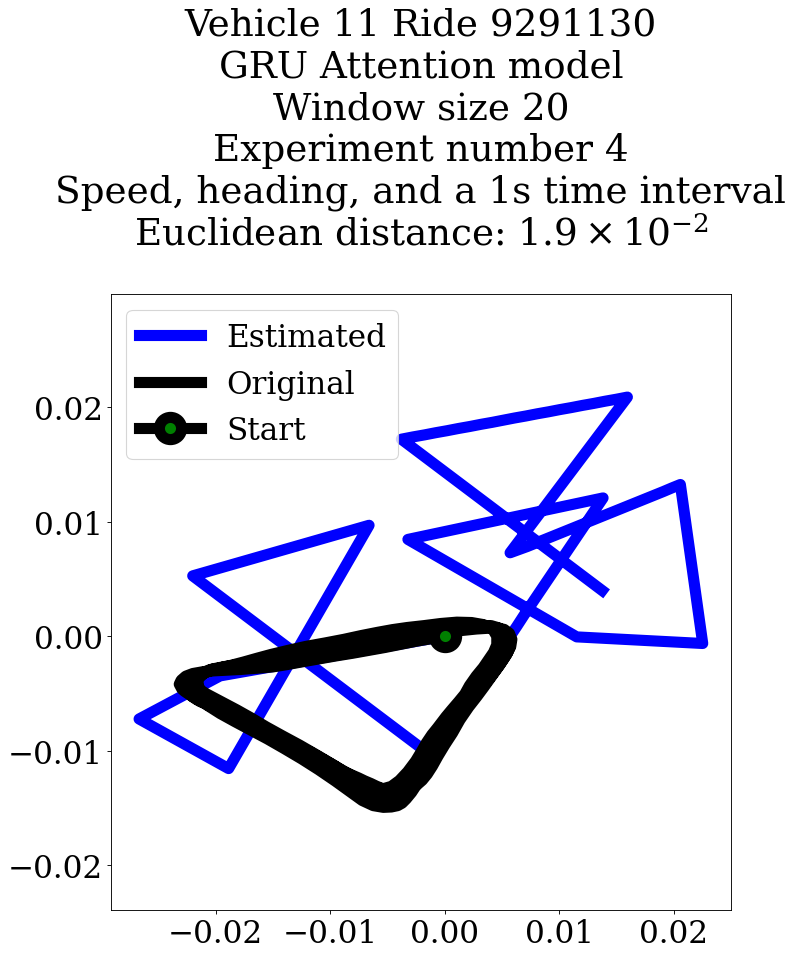 Vehicle 11 Ride 9291130
GRU Attention model
Window size 20
Experiment number 4
Speed, heading, and a 1s time interval
Euclidean distance: 1.9 × 10⁻²
Estimated
Original
Start
0.02
0.01
0.00
−0.01
−0.02
−0.02 −0.01 0.00 0.01 0.02